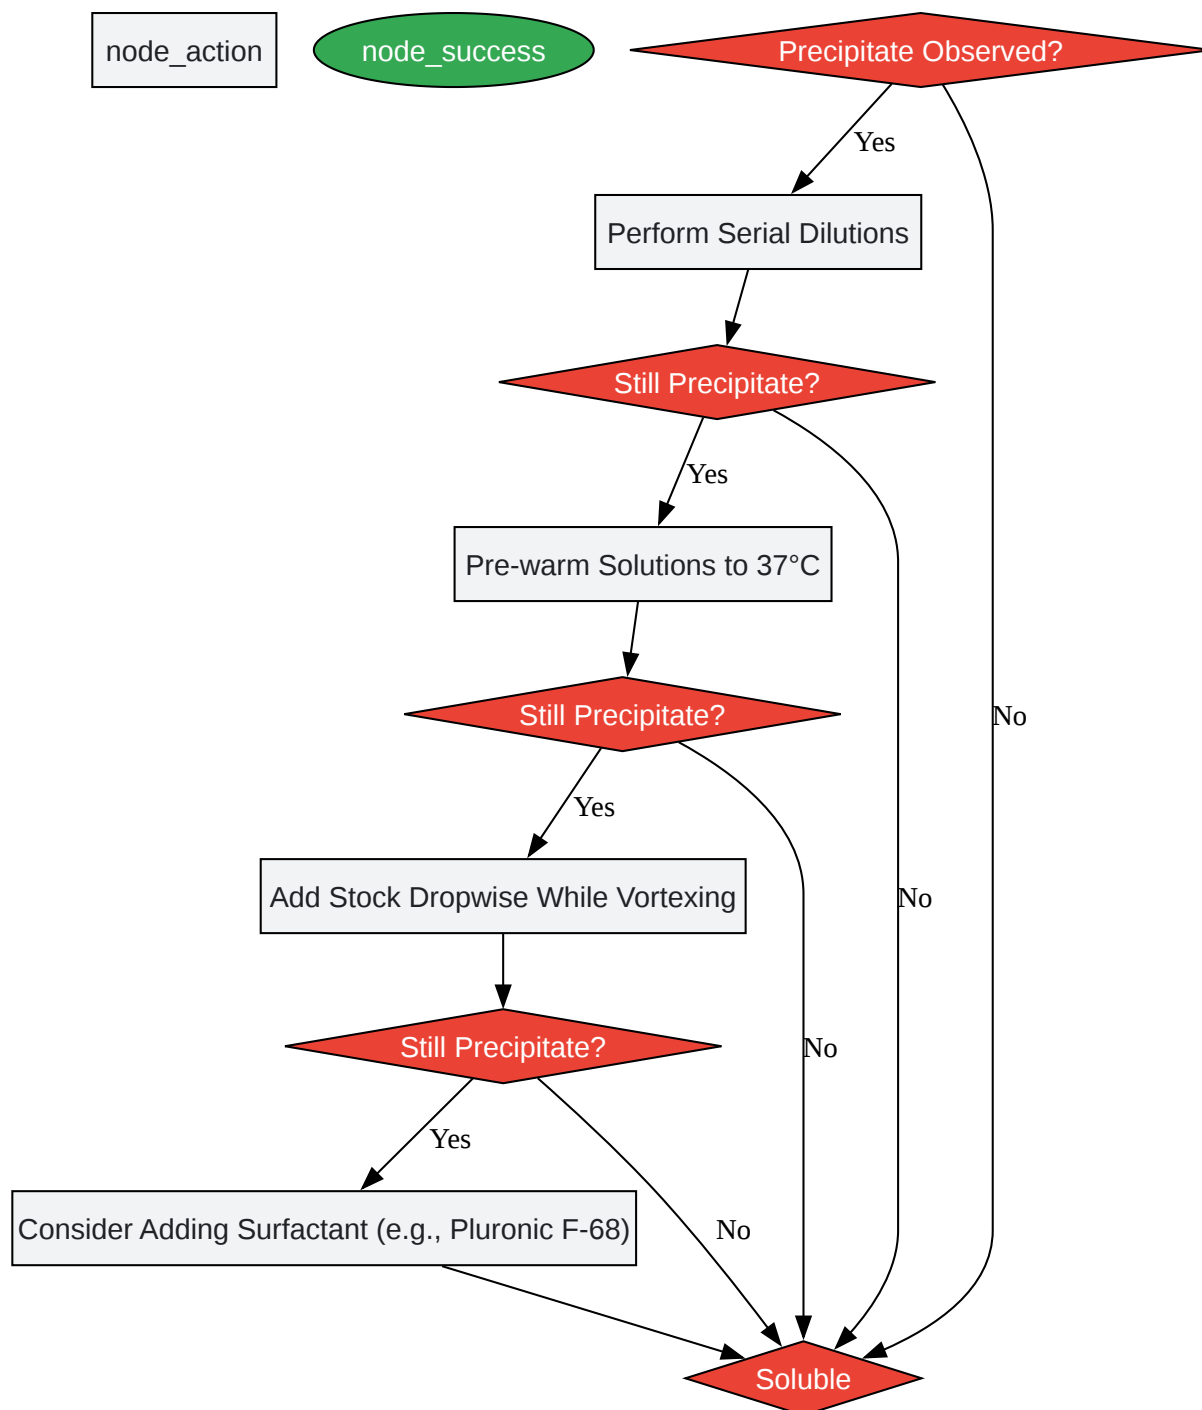 node_action
node_success
Precipitate Observed?
Yes
Perform Serial Dilutions
Still Precipitate?
Yes
Pre-warm Solutions to 37°C
Still Precipitate?
No
Yes
Add Stock Dropwise While Vortexing
No
Still Precipitate?
No
Yes
Consider Adding Surfactant (e.g., Pluronic F-68)
No
Soluble